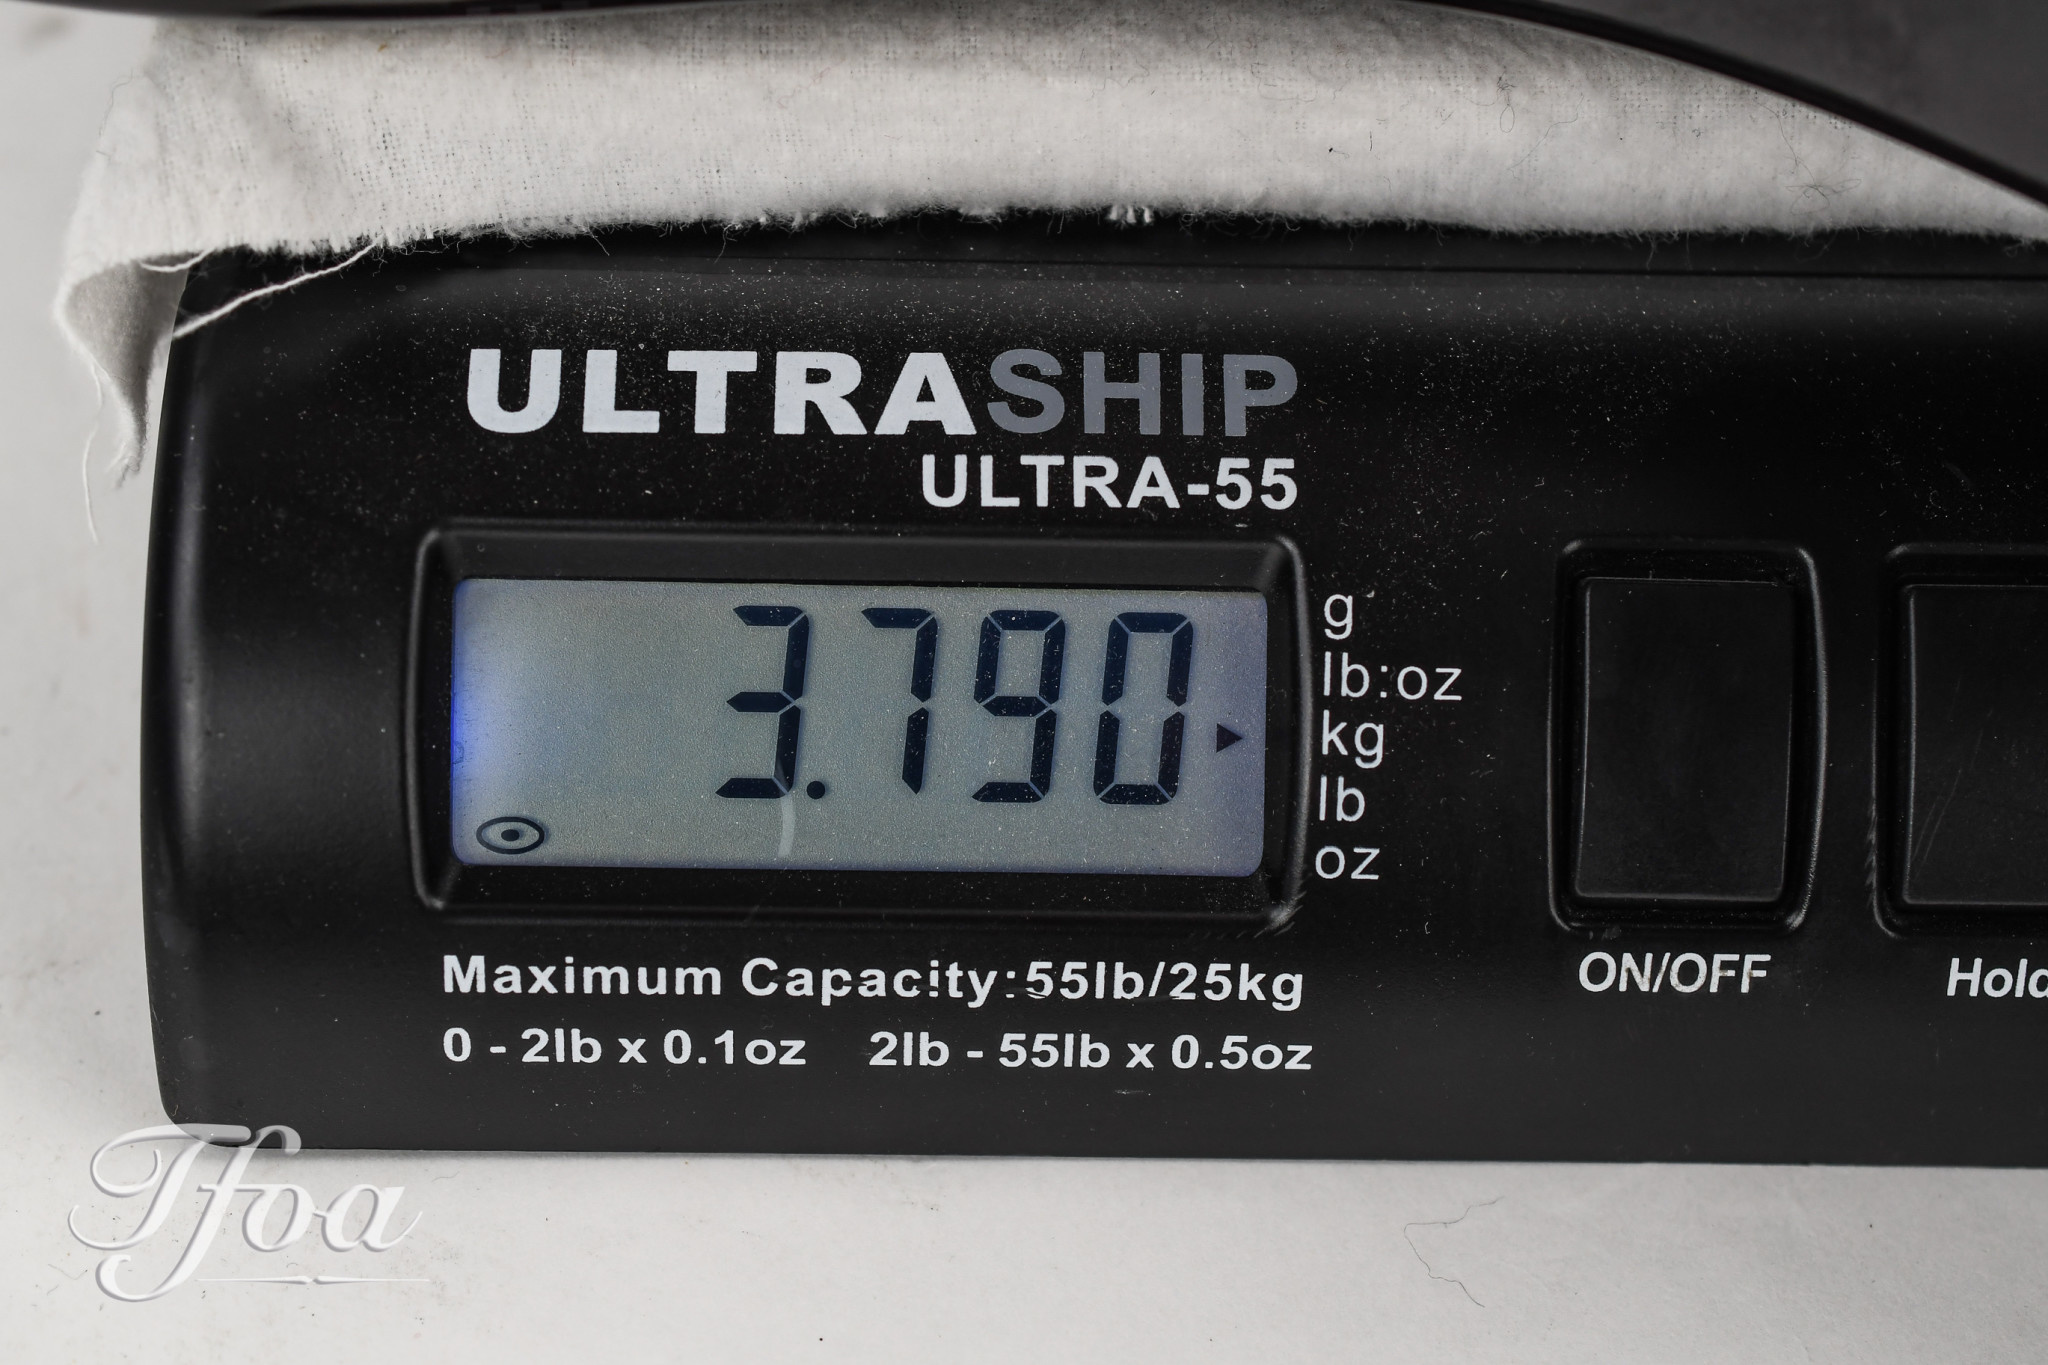 ULTRASHIP
ULTRA-55
3.790
g
lb:oz
kg
lb
oz
Maximum Capacity:55lb/25kg
0 - 2lb x 0.1oz 2lb - 55lb x 0.5oz
ON/OFF
Hold
Tfoa